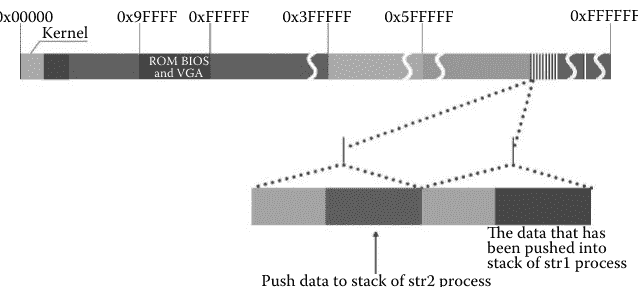 0x00000 0x9FFFF 0xFFFFF 0x3FFFFF 0x5FFFFF 0xFFFFFF
Kernel
ROM BIOS
and VGA
The data that has
been pushed into
stack of str1 process
Push data to stack of str2 process